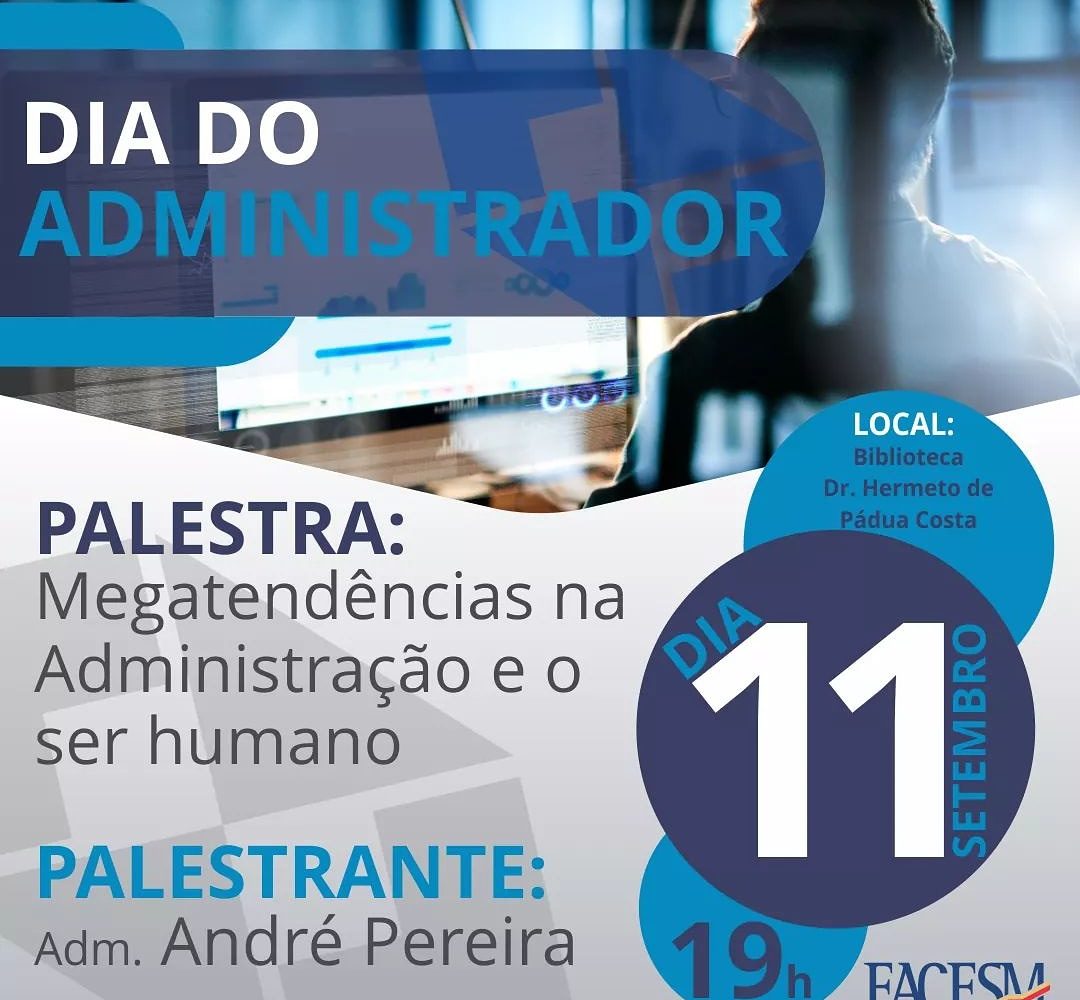 DIA DO
ADMINISTRADOR
LOCAL:
Biblioteca
Dr. Hermeto de
Pádua Costa
PALESTRA:
Megatendências na
Administração e o
ser humano
DIA
11
SETEMBRO
PALESTRANTE:
Adm. André Pereira
19h
FACESM